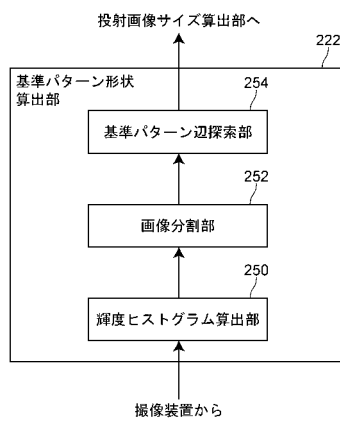 投射画像サイズ算出部へ
222
基準パターン形状
算出部
254
基準パターン辺探索部
252
画像分割部
250
輝度ヒストグラム算出部
撮像装置から